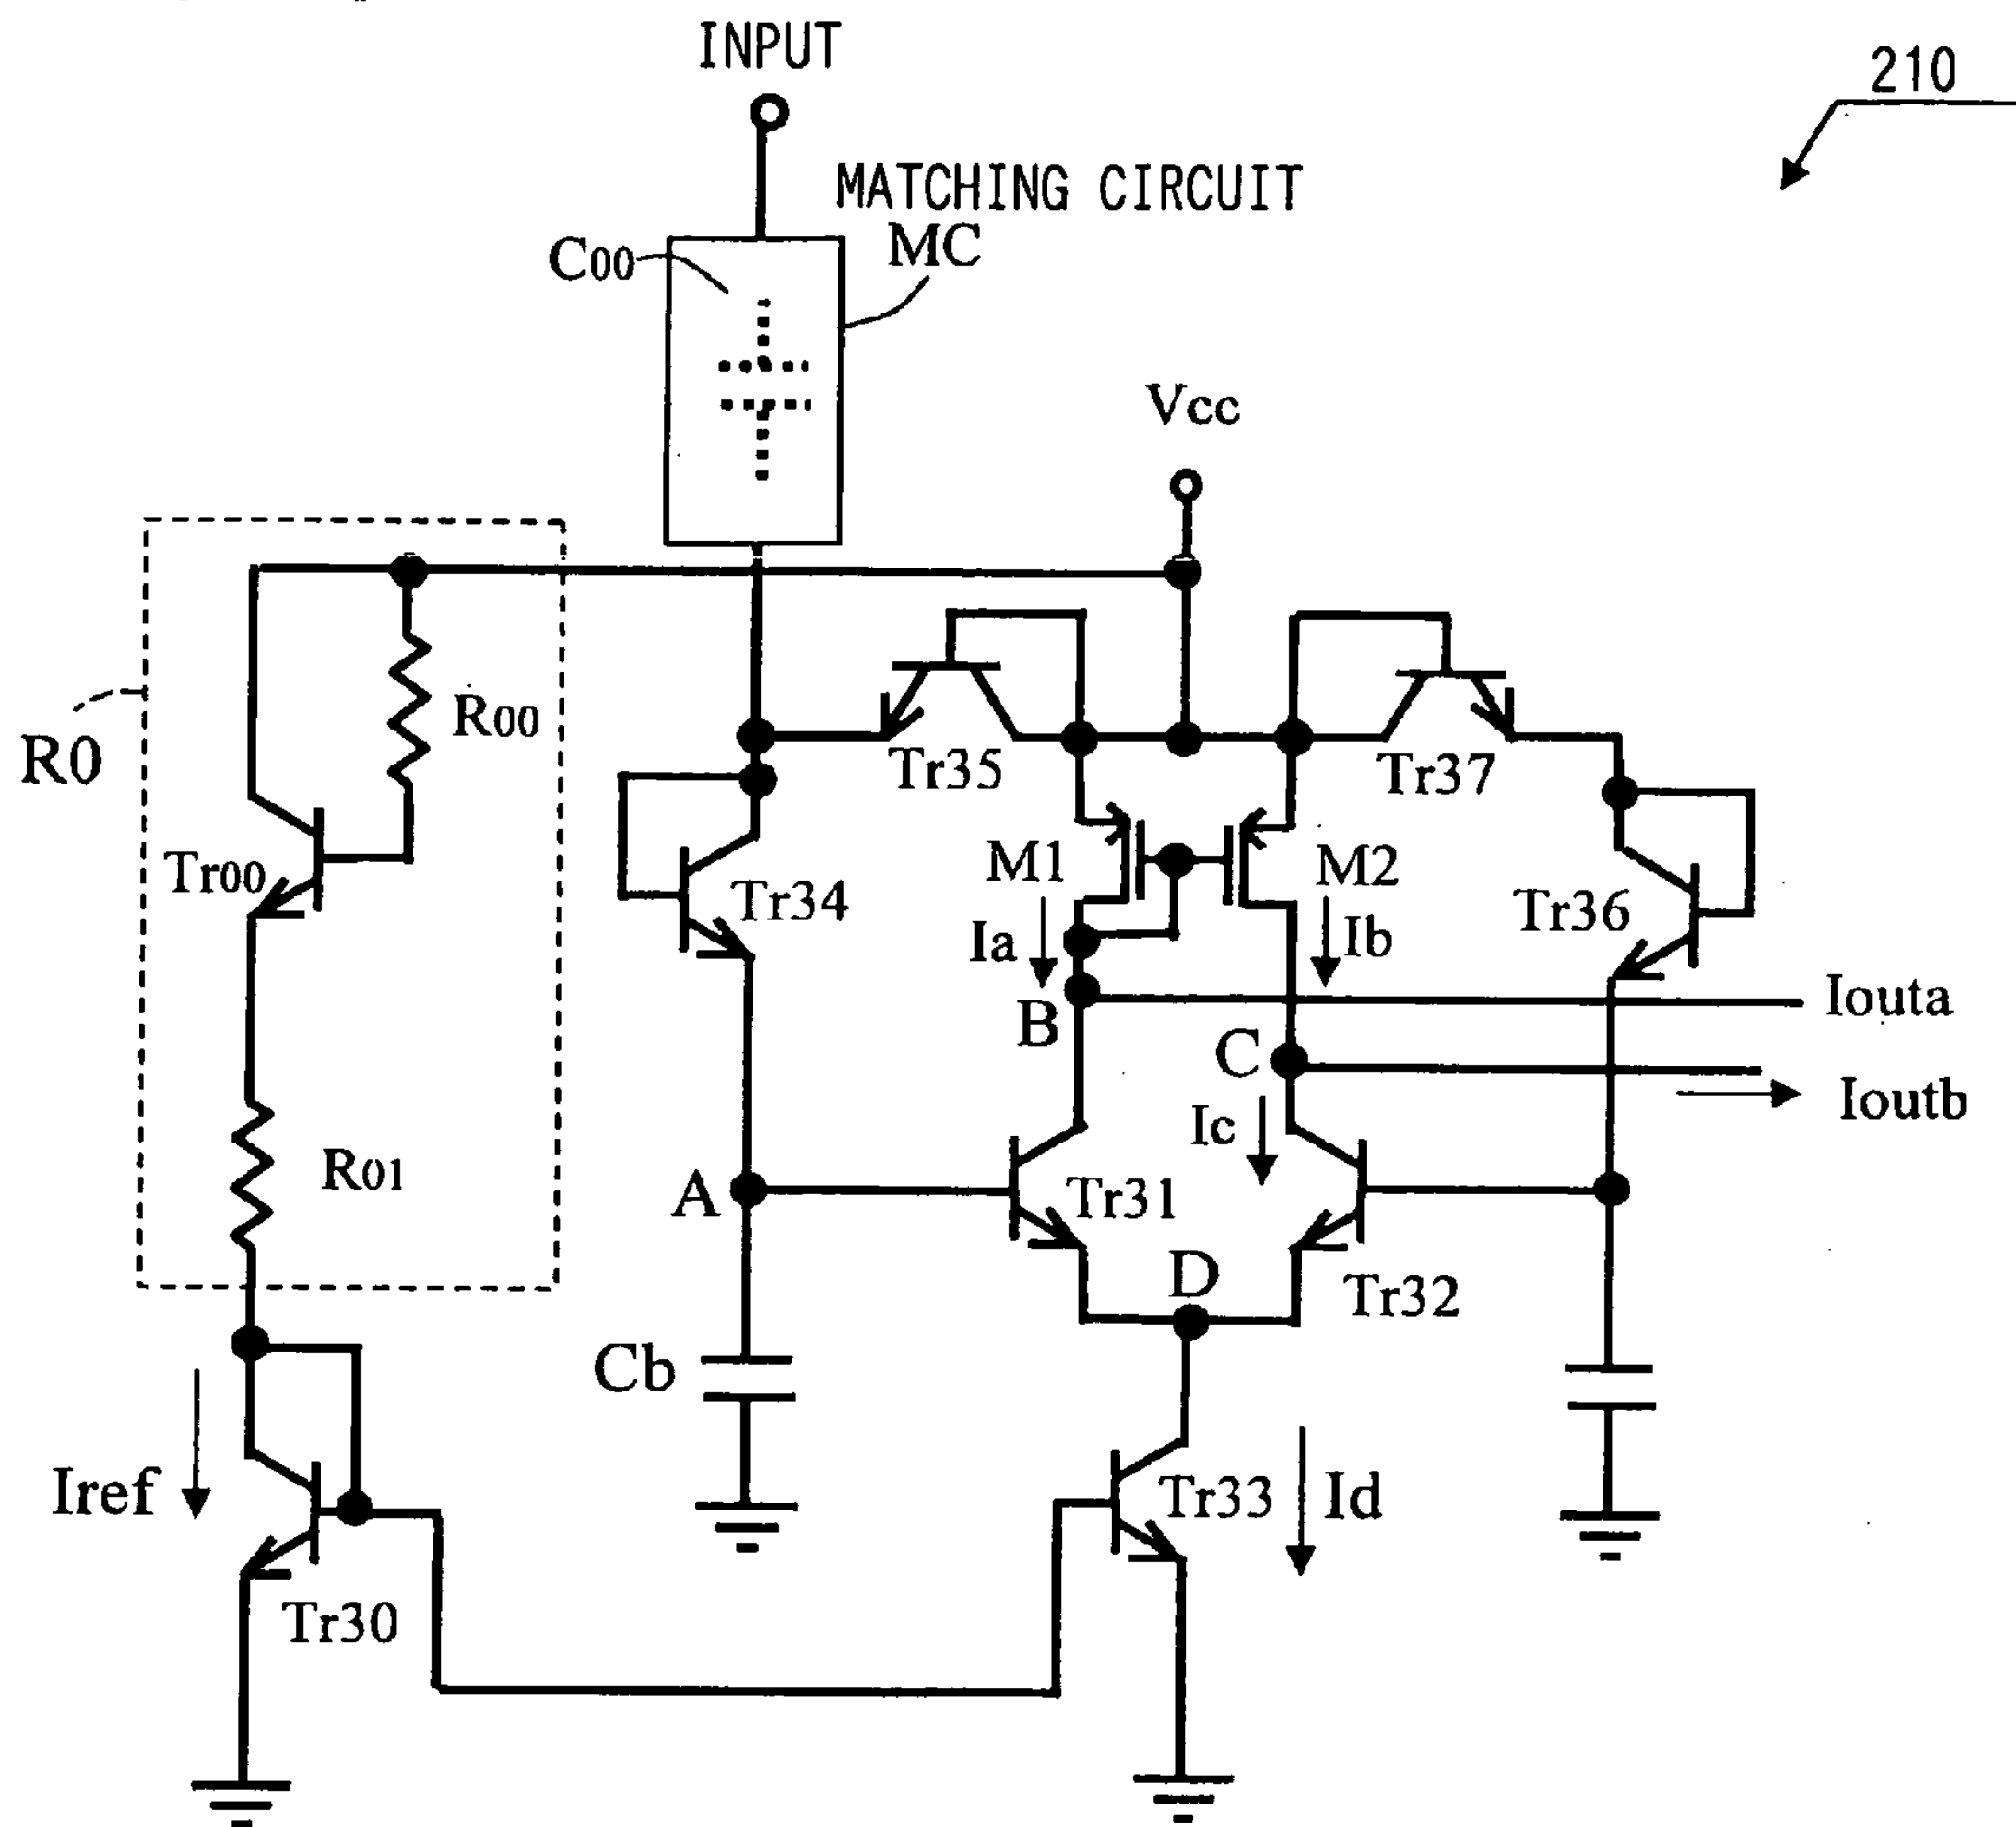 INPUT
210
MATCHING CIRCUIT
C00
MC
Vcc
R00
R0
Tr35
Tr37
Tr00
Tr34
M1
M2
Tr36
Ia
Ib
Iouta
B
C
Ioutb
Ic
R01
A
Tr31
D
Tr32
Cb
Iref
Tr33
Id
Tr30